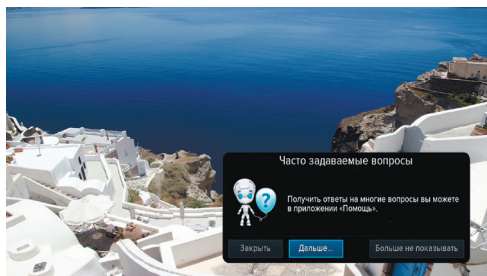 Часто задаваемые вопросы
?
Получить ответы на многие вопросы вы можете
в приложении «Помощь».
Закрыть Дальше... Больше не показывать